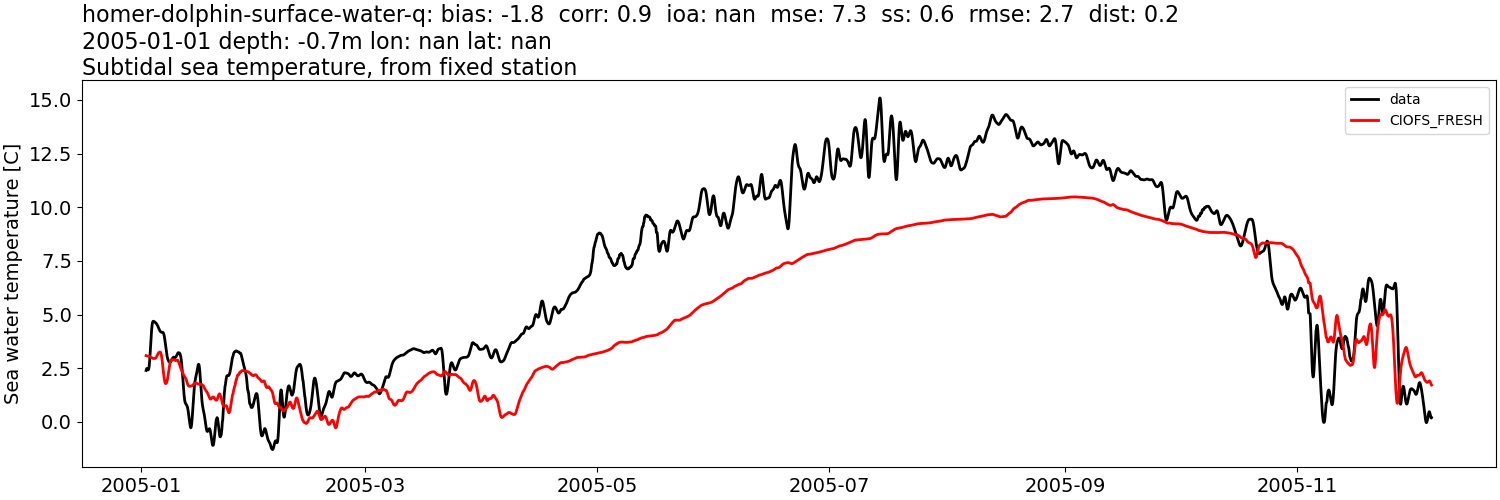 homer-dolphin-surface-water-q: bias: -1.8  corr: 0.9  ioa: nan  mse: 7.3  ss: 0.6  rmse: 2.7  dist: 0.2
2005-01-01 depth: -0.7m lon: nan lat: nan
Subtidal sea temperature, from fixed station
Sea water temperature [C]
15.0
12.5
10.0
7.5
5.0
2.5
0.0
data
CIOFS_FRESH
2005-01
2005-03
2005-05
2005-07
2005-09
2005-11